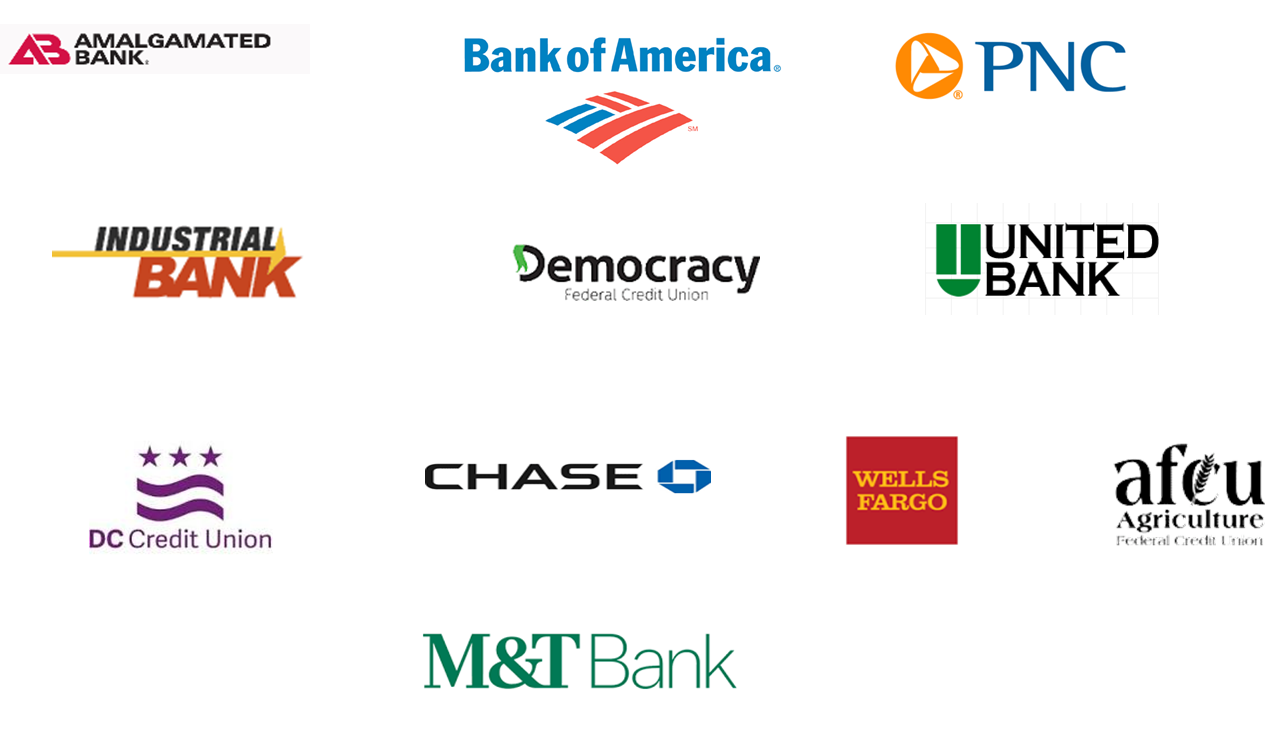 AMALGAMATED
BANK®
Bank of America®
SM
PNC
®
INDUSTRIAL
BANK
Democracy
Federal Credit Union
UNITED
BANK
DC Credit Union
CHASE
WELLS
FARGO
afcu
Agriculture
Federal Credit Union
M&T Bank